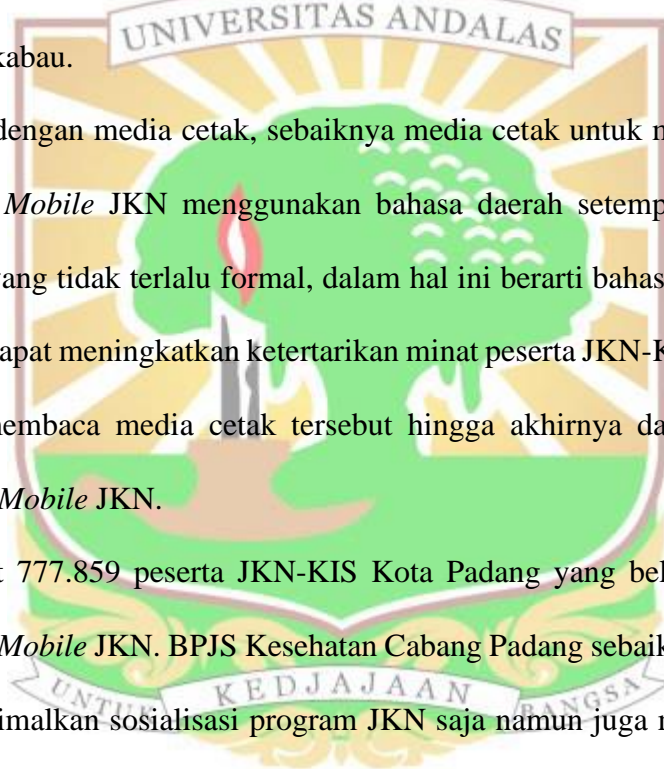 UNIVERSITAS ANDALAS
kabau.
dengan media cetak, sebaiknya media cetak untuk m
Mobile JKN menggunakan bahasa daerah setemp
yang tidak terlalu formal, dalam hal ini berarti bahas
apat meningkatkan ketertarikan minat peserta JKN-K
membaca media cetak tersebut hingga akhirnya da
Mobile JKN.
t 777.859 peserta JKN-KIS Kota Padang yang bel
Mobile JKN. BPJS Kesehatan Cabang Padang sebaik
UNTUK KEDJAJAAN BANGSA
imalkan sosialisasi program JKN saja namun juga m